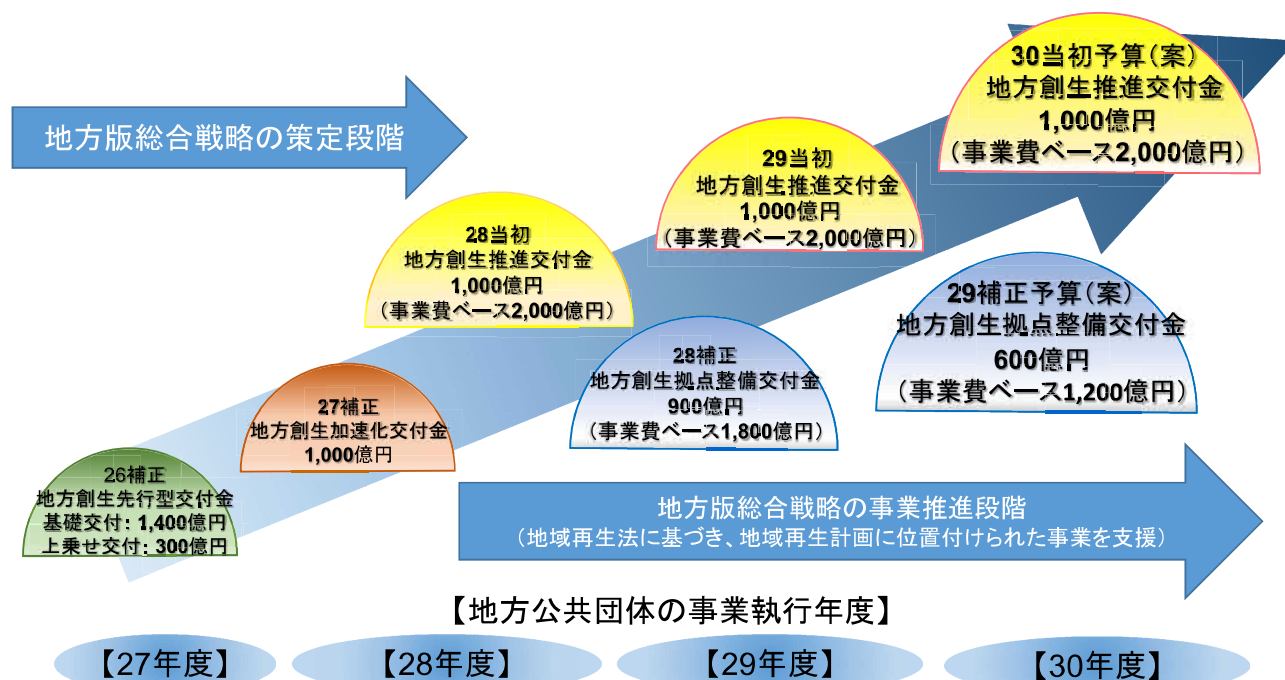 地方版総合戦略の策定段階
30当初予算（案）
地方創生推進交付金
1,000億円
（事業費ベース2,000億円）
29当初
地方創生推進交付金
1,000億円
（事業費ベース2,000億円）
28当初
地方創生推進交付金
1,000億円
（事業費ベース2,000億円）
29補正予算（案）
地方創生拠点整備交付金
600億円
（事業費ベース1,200億円）
28補正
地方創生拠点整備交付金
900億円
（事業費ベース1,800億円）
27補正
地方創生加速化交付金
1,000億円
26補正
地方創生先行型交付金
基礎交付：1,400億円
上乗せ交付：300億円
地方版総合戦略の事業推進段階
（地域再生法に基づき、地域再生計画に位置付けられた事業を支援）
【地方公共団体の事業執行年度】
【27年度】
【28年度】
【29年度】
【30年度】